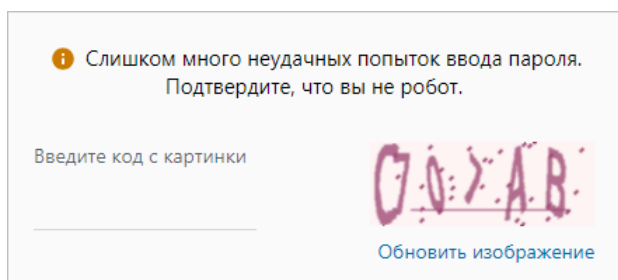 Слишком много неудачных попыток ввода пароля.
Подтвердите, что вы не робот.
Введите код с картинки
Обновить изображение